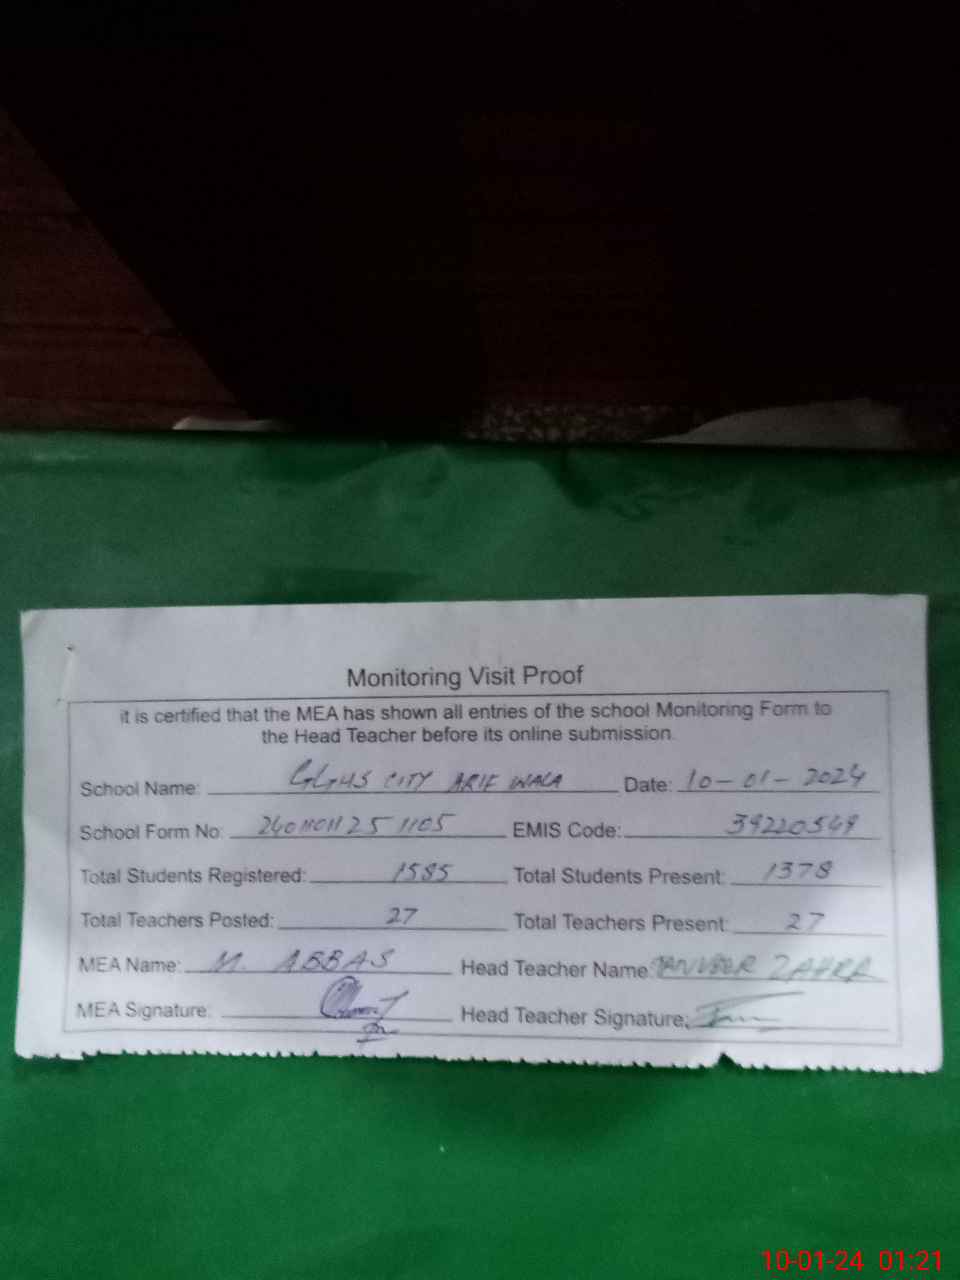 Monitoring Visit Proof
it is certified that the MEA has shown all entries of the school Monitoring Form to
the Head Teacher before its online submission.
School Name: GGHS CITY ARIF WALA Date: 10-01-2024
School Form No: 24011011251105 EMIS Code: 39220549
Total Students Registered: 1585 Total Students Present: 1378
Total Teachers Posted: 27 Total Teachers Present: 27
MEA Name: M. ABBAS Head Teacher Name: TANVEER ZAHRA
MEA Signature: Head Teacher Signature:
10-01-24 01:21